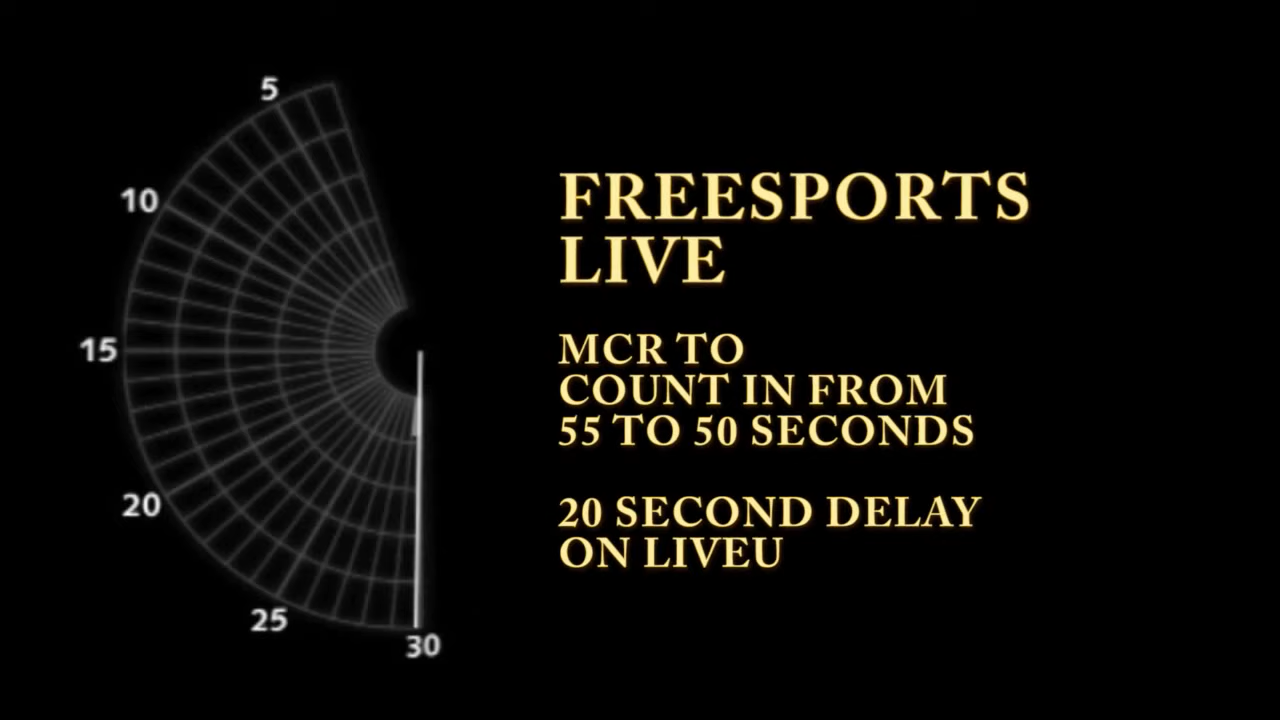 5
10
15
20
25
30
FREESPORTS
LIVE
MCR TO
COUNT IN FROM
55 TO 50 SECONDS
20 SECOND DELAY
ON LIVEU